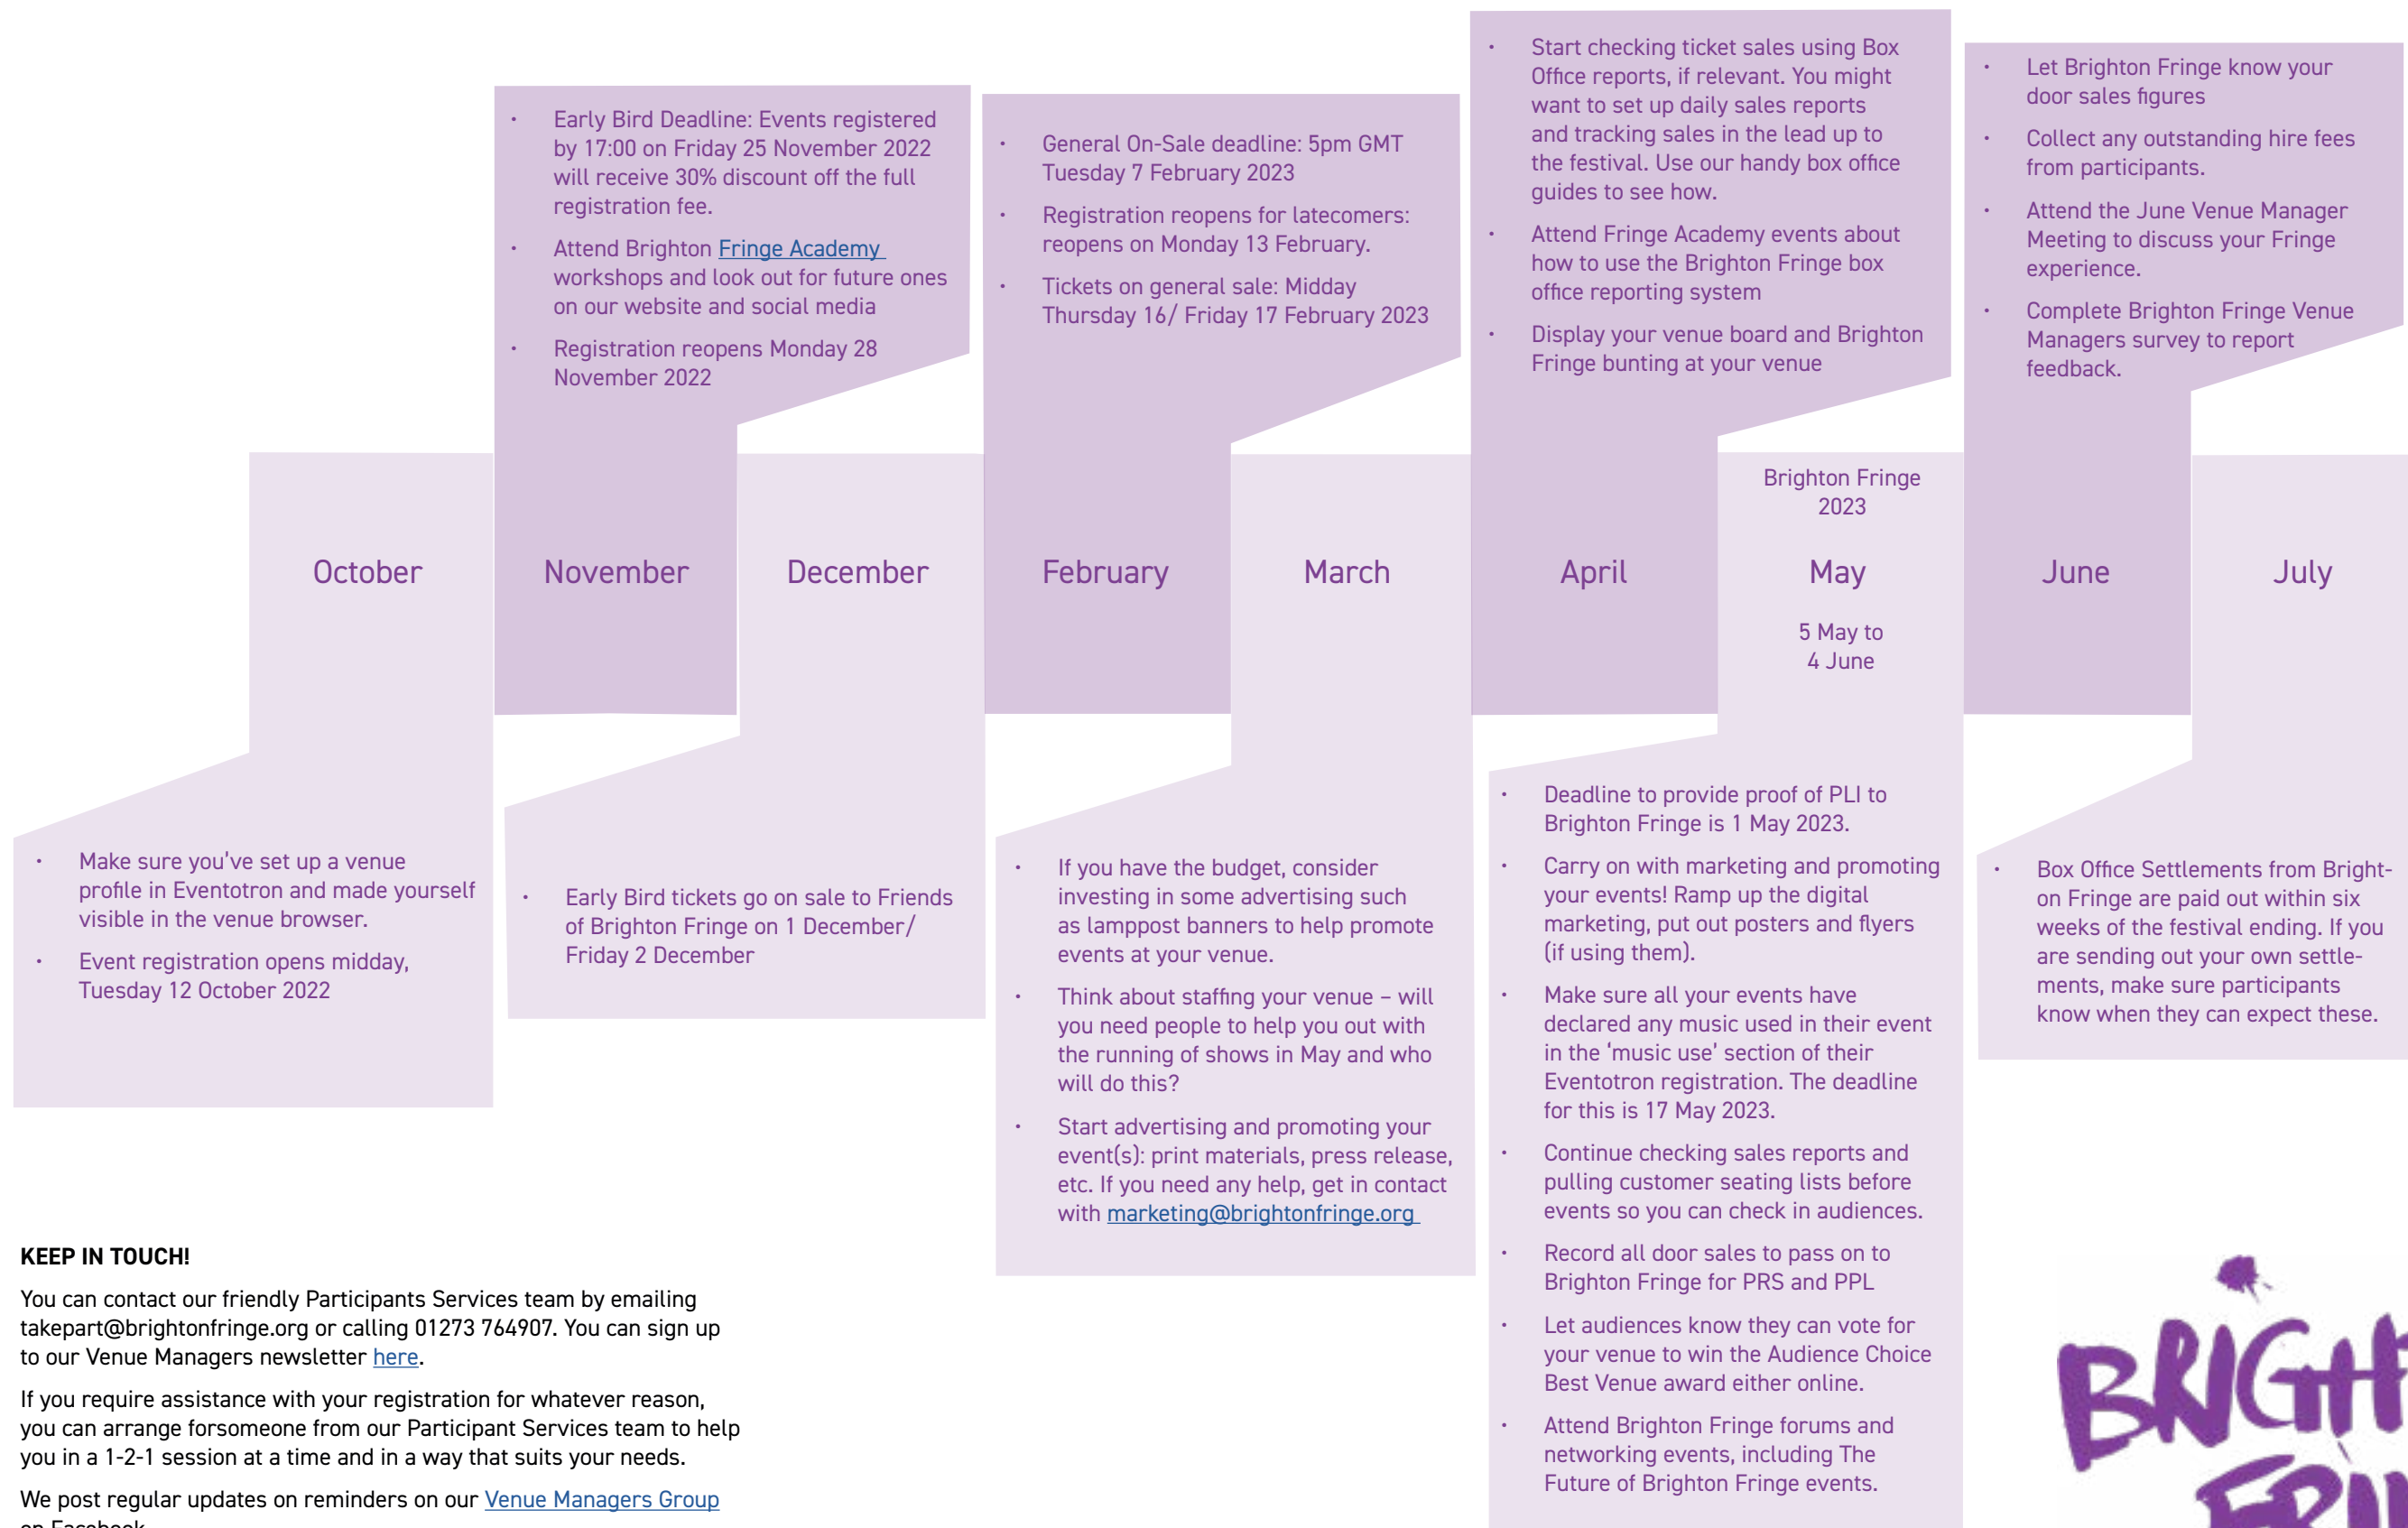 • Early Bird Deadline: Events registered
by 17:00 on Friday 25 November 2022
will receive 30% discount off the full
registration fee.
• Attend Brighton Fringe Academy
workshops and look out for future ones
on our website and social media
• Registration reopens Monday 28
November 2022
• General On-Sale deadline: 5pm GMT
Tuesday 7 February 2023
• Registration reopens for latecomers:
reopens on Monday 13 February.
• Tickets on general sale: Midday
Thursday 16/ Friday 17 February 2023
• Start checking ticket sales using Box
Office reports, if relevant. You might
want to set up daily sales reports
and tracking sales in the lead up to
the festival. Use our handy box office
guides to see how.
• Attend Fringe Academy events about
how to use the Brighton Fringe box
office reporting system
• Display your venue board and Brighton
Fringe bunting at your venue
• Let Brighton Fringe know your
door sales figures
• Collect any outstanding hire fees
from participants.
• Attend the June Venue Manager
Meeting to discuss your Fringe
experience.
• Complete Brighton Fringe Venue
Managers survey to report
feedback.
October
November
December
February
March
April
Brighton Fringe
2023
May
5 May to
4 June
June
July
• Make sure you've set up a venue
profile in Eventotron and made yourself
visible in the venue browser.
• Event registration opens midday,
Tuesday 12 October 2022
• Early Bird tickets go on sale to Friends
of Brighton Fringe on 1 December/
Friday 2 December
• If you have the budget, consider
investing in some advertising such
as lamppost banners to help promote
events at your venue.
• Think about staffing your venue – will
you need people to help you out with
the running of shows in May and who
will do this?
• Start advertising and promoting your
event(s): print materials, press release,
etc. If you need any help, get in contact
with marketing@brightonfringe.org
• Deadline to provide proof of PLI to
Brighton Fringe is 1 May 2023.
• Carry on with marketing and promoting
your events! Ramp up the digital
marketing, put out posters and flyers
(if using them).
• Make sure all your events have
declared any music used in their event
in the ‘music use’ section of their
Eventotron registration. The deadline
for this is 17 May 2023.
• Continue checking sales reports and
pulling customer seating lists before
events so you can check in audiences.
• Record all door sales to pass on to
Brighton Fringe for PRS and PPL
• Let audiences know they can vote for
your venue to win the Audience Choice
Best Venue award either online.
• Attend Brighton Fringe forums and
networking events, including The
Future of Brighton Fringe events.
• Box Office Settlements from Bright-
on Fringe are paid out within six
weeks of the festival ending. If you
are sending out your own settle-
ments, make sure participants
know when they can expect these.
KEEP IN TOUCH!
You can contact our friendly Participants Services team by emailing
takepart@brightonfringe.org or calling 01273 764907. You can sign up
to our Venue Managers newsletter here.
If you require assistance with your registration for whatever reason,
you can arrange forsomeone from our Participant Services team to help
you in a 1-2-1 session at a time and in a way that suits your needs.
We post regular updates on reminders on our Venue Managers Group
on Facebook
BRIGH
FRI